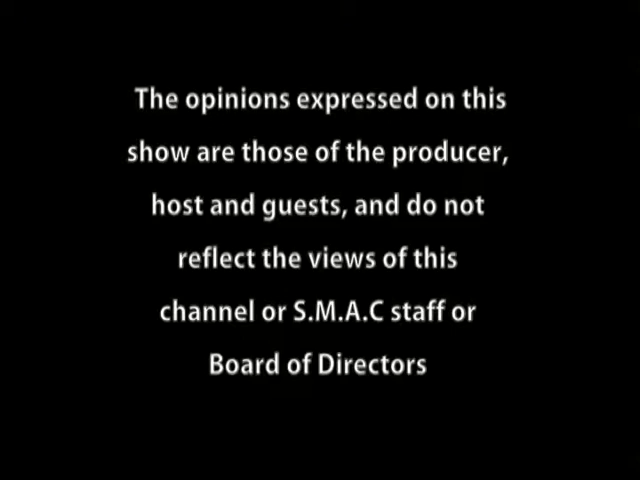 The opinions expressed on this
show are those of the producer,
host and guests, and do not
reflect the views of this
channel or S.M.A.C staff or
Board of Directors